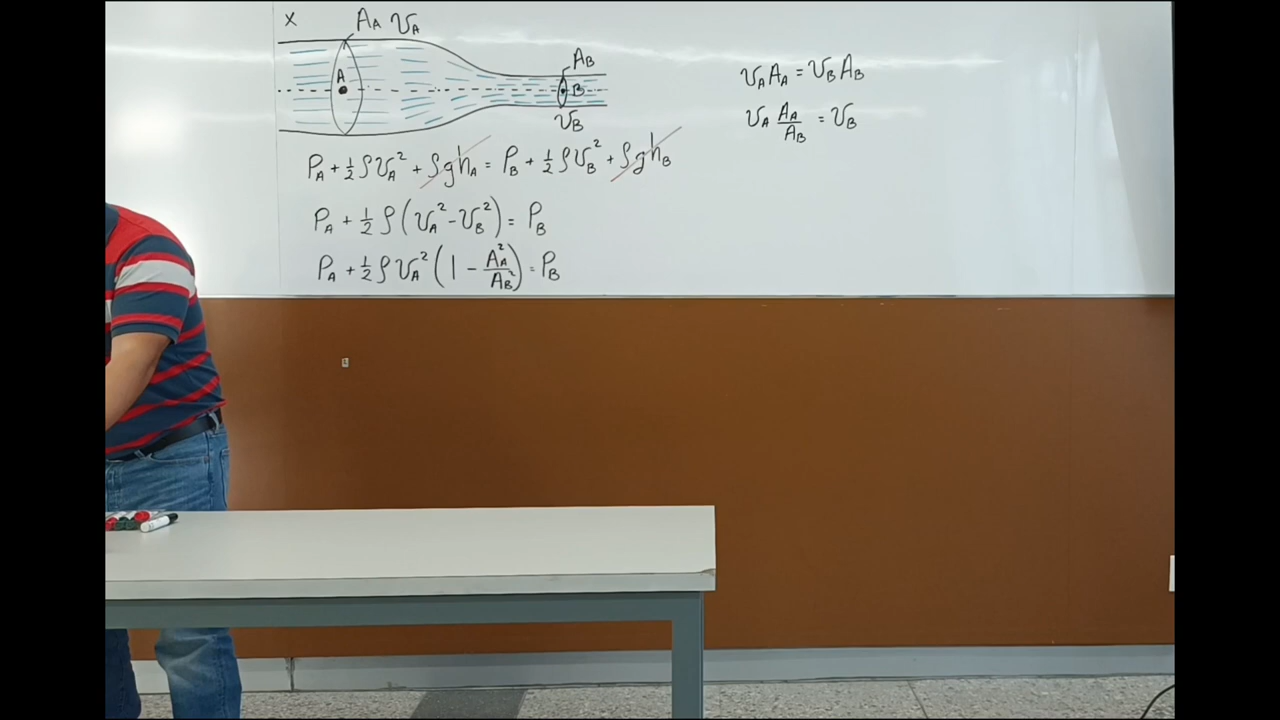 x
A_A v_A
A
A_B
B
v_B
P_A + ½ρv_A² + ρgh_A = P_B + ½ρv_B² + ρgh_B
P_A + ½ρ(v_A² - v_B²) = P_B
P_A + ½ρv_A²(1 - A_A²/A_B²) = P_B
v_A A_A = v_B A_B
v_A A_A/A_B = v_B